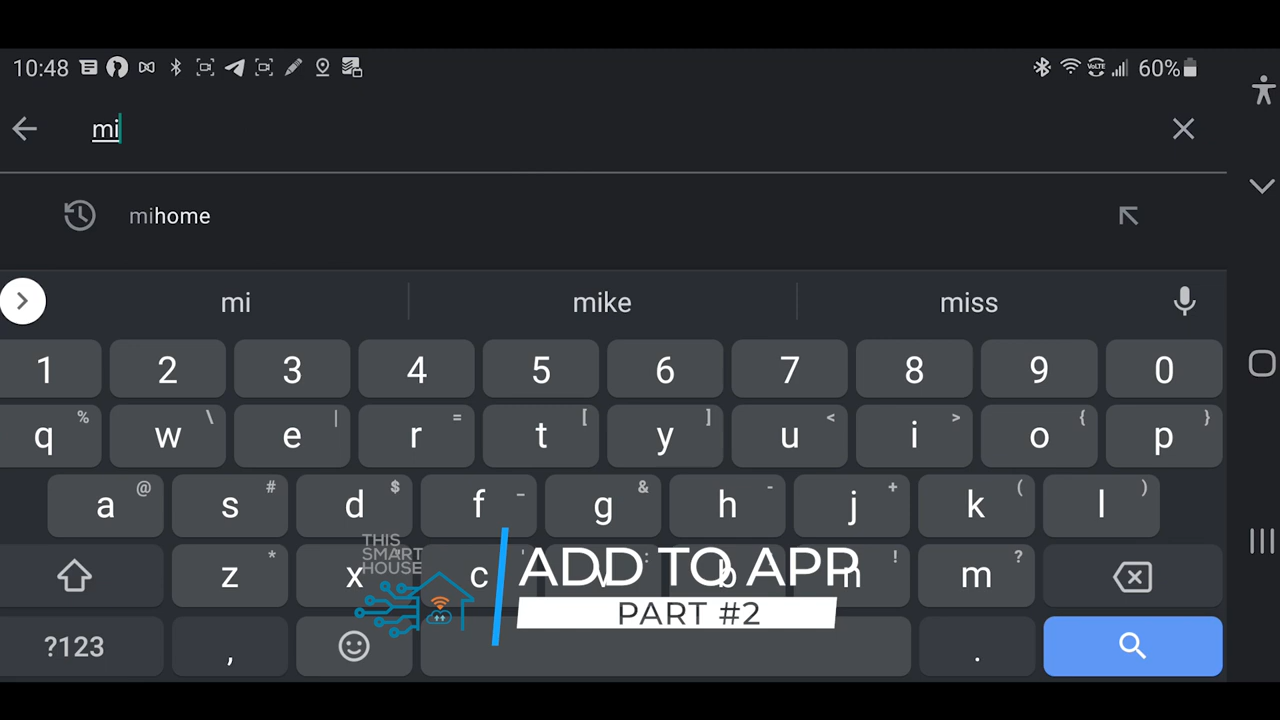 10:48 60%
mi
mihome
mi mike miss
1 2 3 4 5 6 7 8 9 0
q % w \ e | r = t [ y ] u < i > o { p }
a @ s # d $ f _ g & h - j + k ( l )
THIS
SMART
HOUSE
ADD TO APP
z * x c ' v : b n ! m ?
PART #2
?123 , .